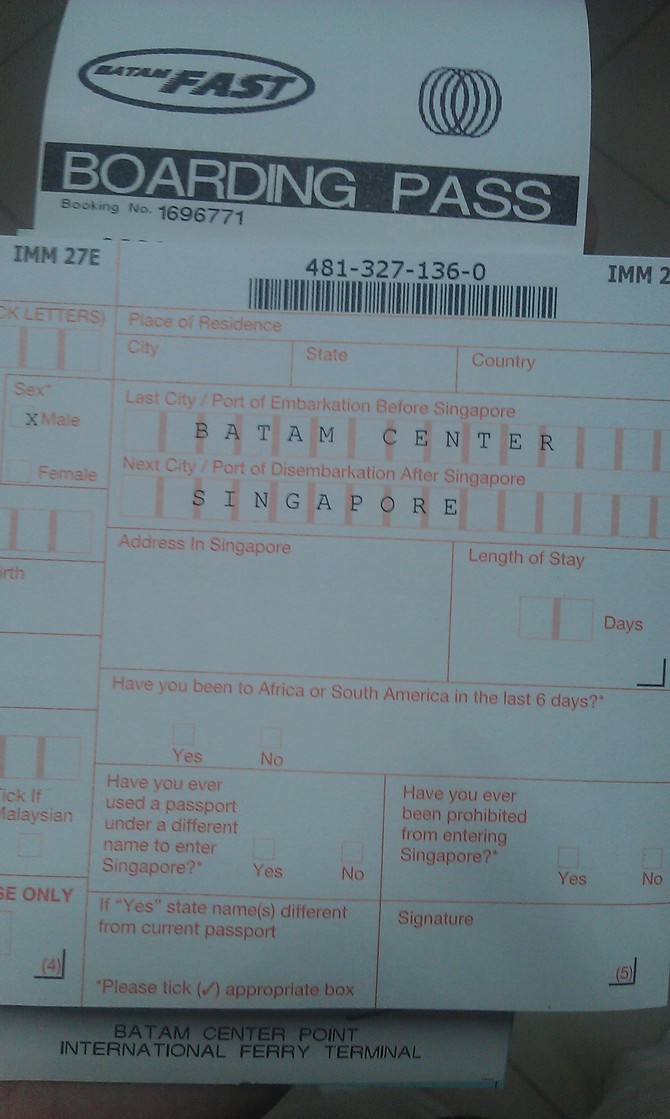 BATAM FAST
BOARDING PASS
Booking No. 1696771
IMM 27E
481-327-136-0
IMM 2
CK LETTERS)
Place of Residence
City
State
Country
Sex*
X Male
Female
Last City / Port of Embarkation Before Singapore
BATAM CENTER
Next City / Port of Disembarkation After Singapore
SINGAPORE
irth
Address In Singapore
Length of Stay
Days
Have you been to Africa or South America in the last 6 days?*
Yes
No
Tick If
Malaysian
Have you ever
used a passport
under a different
name to enter
Singapore?*
Yes
No
Have you ever
been prohibited
from entering
Singapore?*
Yes
No
SE ONLY
(4)
If "Yes" state name(s) different
from current passport
*Please tick (✓) appropriate box
Signature
(5)
BATAM CENTER POINT
INTERNATIONAL FERRY TERMINAL